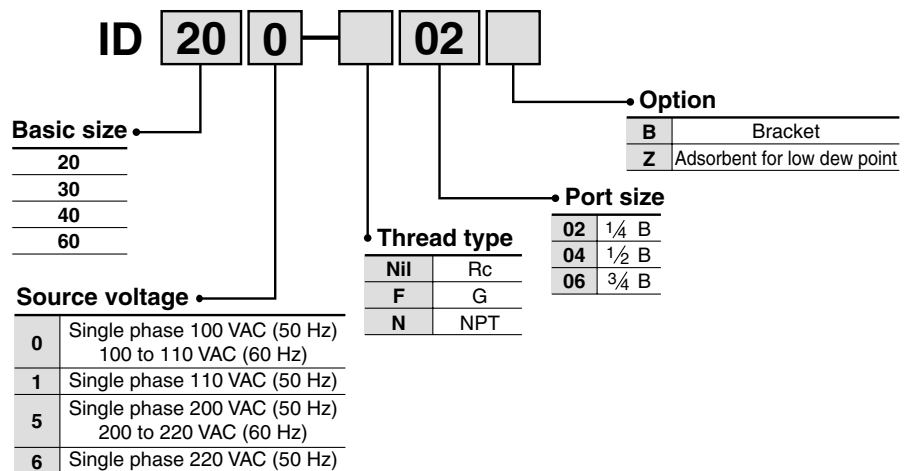 ID 20 0 - 02
Option
B Bracket
Z Adsorbent for low dew point
Basic size
20
30
40
60
Port size
02 1/4 B
04 1/2 B
06 3/4 B
Thread type
Nil Rc
F G
N NPT
Source voltage
0 Single phase 100 VAC (50 Hz)
100 to 110 VAC (60 Hz)
1 Single phase 110 VAC (50 Hz)
5 Single phase 200 VAC (50 Hz)
200 to 220 VAC (60 Hz)
6 Single phase 220 VAC (50 Hz)